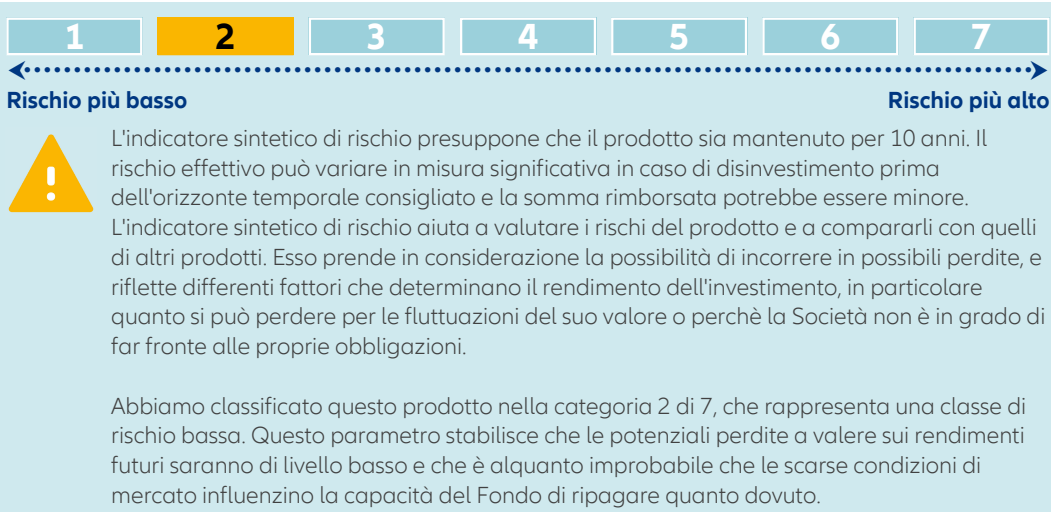 1 2 3 4 5 6 7
Rischio più basso Rischio più alto
L'indicatore sintetico di rischio presuppone che il prodotto sia mantenuto per 10 anni. Il
rischio effettivo può variare in misura significativa in caso di disinvestimento prima
dell'orizzonte temporale consigliato e la somma rimborsata potrebbe essere minore.
L'indicatore sintetico di rischio aiuta a valutare i rischi del prodotto e a compararli con quelli
di altri prodotti. Esso prende in considerazione la possibilità di incorrere in possibili perdite, e
riflette differenti fattori che determinano il rendimento dell'investimento, in particolare
quanto si può perdere per le fluttuazioni del suo valore o perchè la Società non è in grado di
far fronte alle proprie obbligazioni.
Abbiamo classificato questo prodotto nella categoria 2 di 7, che rappresenta una classe di
rischio bassa. Questo parametro stabilisce che le potenziali perdite a valere sui rendimenti
futuri saranno di livello basso e che è alquanto improbabile che le scarse condizioni di
mercato influenzino la capacità del Fondo di ripagare quanto dovuto.